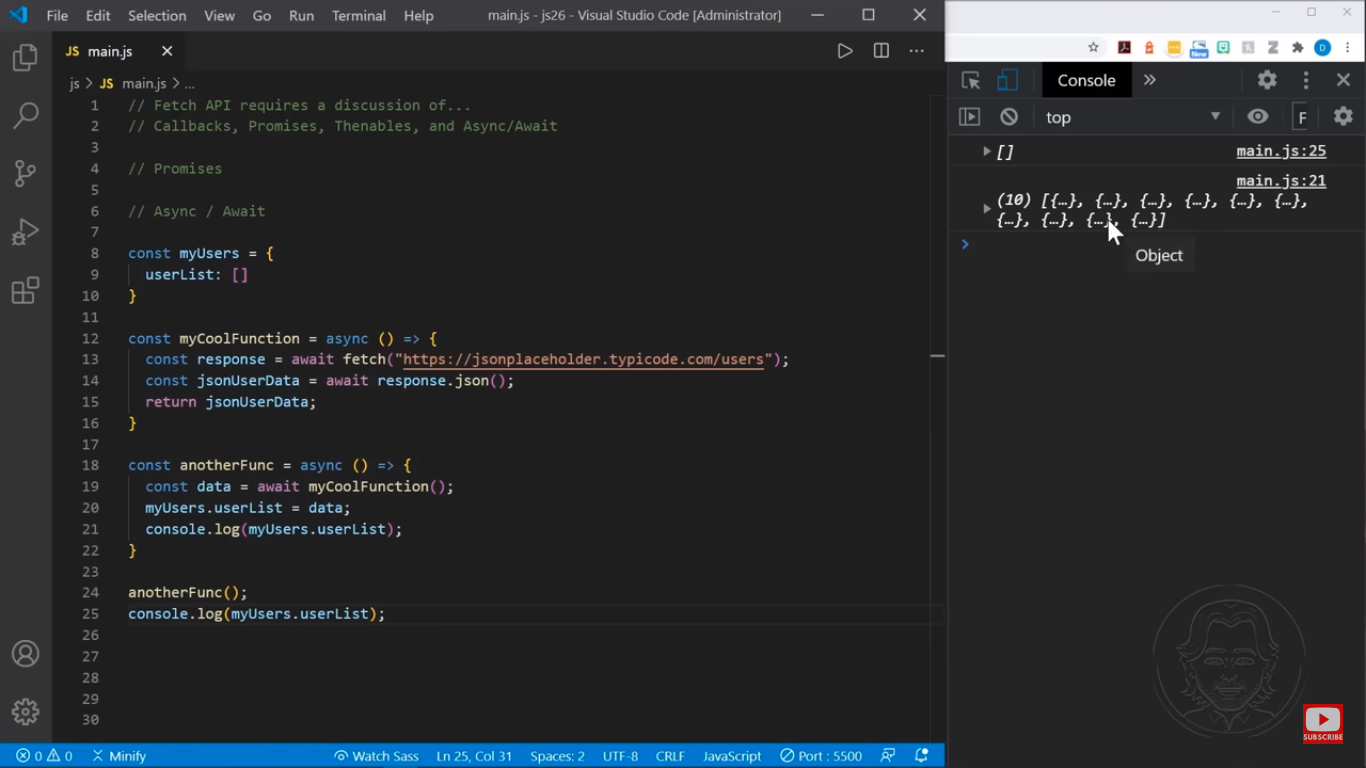 File Edit Selection View Go Run Terminal Help main.js - js26 - Visual Studio Code [Administrator]
JS main.js
js > JS main.js > ...
1 // Fetch API requires a discussion of...
2 // Callbacks, Promises, Thenables, and Async/Await
3
4 // Promises
5
6 // Async / Await
7
8 const myUsers = {
9 userList: []
10 }
11
12 const myCoolFunction = async () => {
13 const response = await fetch("https://jsonplaceholder.typicode.com/users");
14 const jsonUserData = await response.json();
15 return jsonUserData;
16 }
17
18 const anotherFunc = async () => {
19 const data = await myCoolFunction();
20 myUsers.userList = data;
21 console.log(myUsers.userList);
22 }
23
24 anotherFunc();
25 console.log(myUsers.userList);
26
27
28
29
30
0 0 Minify Watch Sass Ln 25, Col 31 Spaces: 2 UTF-8 CRLF JavaScript Port : 5500
New Z D
Console
top F
[] main.js:25
main.js:21
(10) [{…}, {…}, {…}, {…}, {…}, {…},
{…}, {…}, {…}, {…}]
Object
SUBSCRIBE